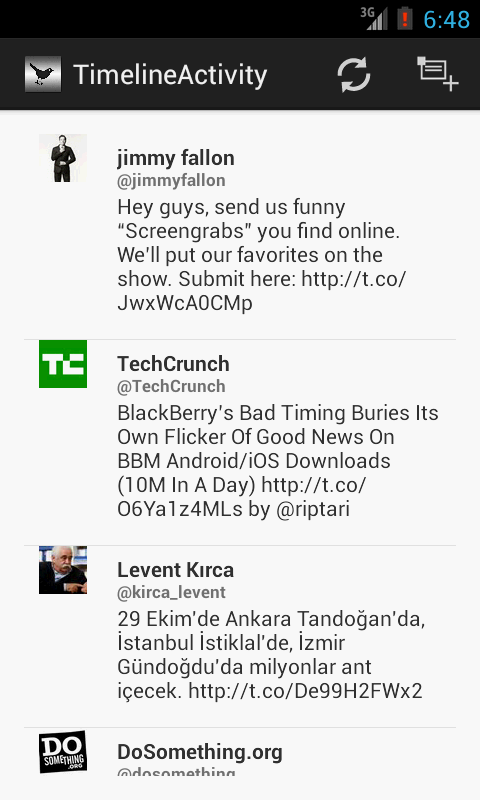 3G 6:48
TimelineActivity
jimmy fallon
@jimmyfallon
Hey guys, send us funny
“Screengrabs” you find online.
We'll put our favorites on the
show. Submit here: http://t.co/
JwxWcA0CMp
TC
TechCrunch
@TechCrunch
BlackBerry's Bad Timing Buries Its
Own Flicker Of Good News On
BBM Android/iOS Downloads
(10M In A Day) http://t.co/
O6Ya1z4MLs by @riptari
Levent Kırca
@kirca_levent
29 Ekim'de Ankara Tandoğan'da,
İstanbul İstiklal'de, İzmir
Gündoğdu'da milyonlar ant
içecek. http://t.co/De99H2FWx2
DO
SOMETHING
.ORG
DoSomething.org
@dosomething